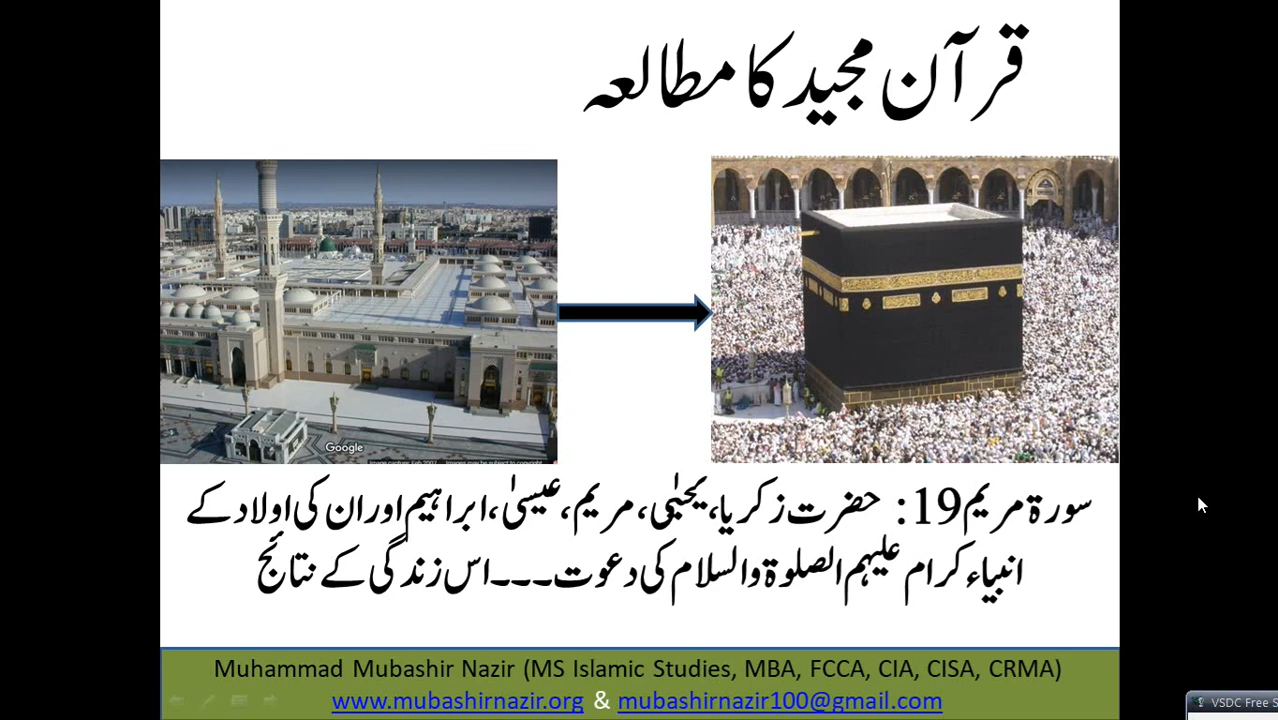 قرآن مجید کا مطالعہ
Google
سورۃ مریم 19: حضرت زکریا، یحییٰ، مریم، عیسیٰ، ابراہیم اور ان کی اولاد کے
انبیاء کرام علیہم الصلوۃ والسلام کی دعوت۔۔۔ اس زندگی کے نتائج
Muhammad Mubashir Nazir (MS Islamic Studies, MBA, FCCA, CIA, CISA, CRMA)
www.mubashirnazir.org & mubashirnazir100@gmail.com
VSDC Free S